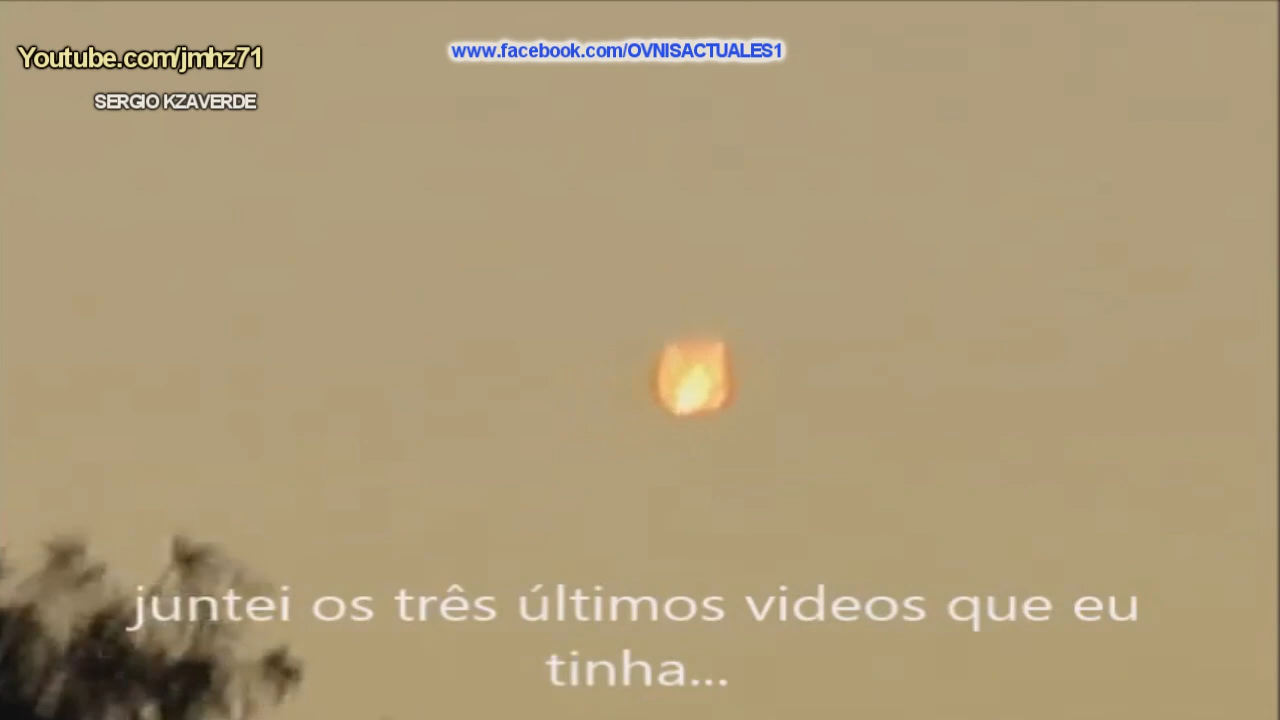 Youtube.com/jmhz71
www.facebook.com/OVNISACTUALES1
SERGIO KZAVERDE
juntei os três últimos videos que eu
tinha...